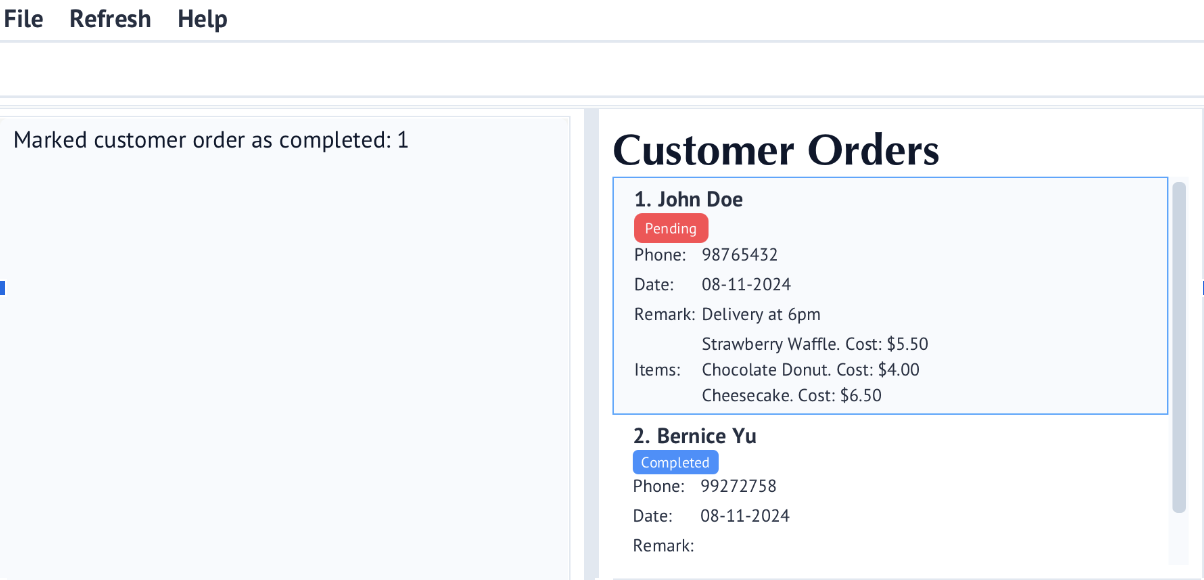 File Refresh Help
Marked customer order as completed: 1
Customer Orders
1. John Doe
Pending
Phone: 98765432
Date: 08-11-2024
Remark: Delivery at 6pm
Strawberry Waffle. Cost: $5.50
Items: Chocolate Donut. Cost: $4.00
Cheesecake. Cost: $6.50
2. Bernice Yu
Completed
Phone: 99272758
Date: 08-11-2024
Remark: